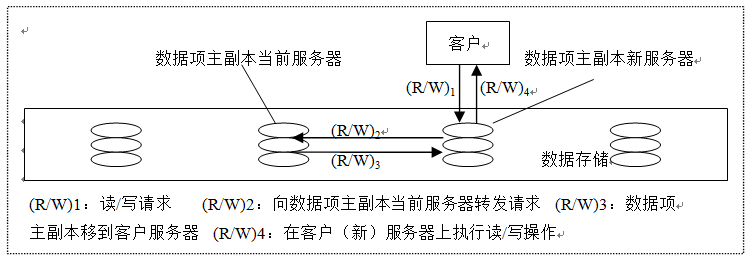 客户
数据项主副本当前服务器
数据项主副本新服务器
(R/W)1
(R/W)4
(R/W)2
(R/W)3
数据存储
(R/W)1：读/写请求 (R/W)2：向数据项主副本当前服务器转发请求 (R/W)3：数据项
主副本移到客户服务器 (R/W)4：在客户（新）服务器上执行读/写操作